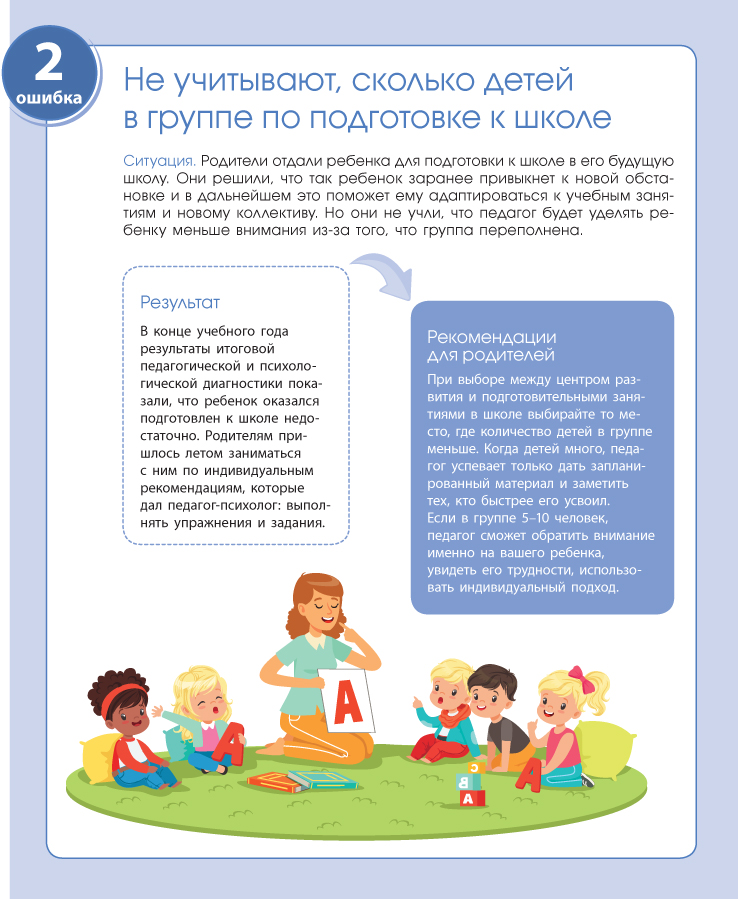 2
ошибка
Не учитывают, сколько детей
в группе по подготовке к школе
Ситуация. Родители отдали ребенка для подготовки к школе в его будущую
школу. Они решили, что так ребенок заранее привыкнет к новой обста-
новке и в дальнейшем это поможет ему адаптироваться к учебным заня-
тиям и новому коллективу. Но они не учли, что педагог будет уделять ре-
бенку меньше внимания из-за того, что группа переполнена.
Результат
В конце учебного года
результаты итоговой
педагогической и психоло-
гической диагностики пока-
зали, что ребенок оказался
подготовлен к школе недо-
статочно. Родителям при-
шлось летом заниматься
с ним по индивидуальным
рекомендациям, которые
дал педагог-психолог: выпол-
нять упражнения и задания.
Рекомендации
для родителей
При выборе между центром раз-
вития и подготовительными заня-
тиями в школе выбирайте то ме-
сто, где количество детей в группе
меньше. Когда детей много, педа-
гог успевает только дать заплани-
рованный материал и заметить
тех, кто быстрее его усвоил.
Если в группе 5–10 человек,
педагог сможет обратить внимание
именно на вашего ребенка,
увидеть его трудности, использо-
вать индивидуальный подход.
А
А
А
C
B
A